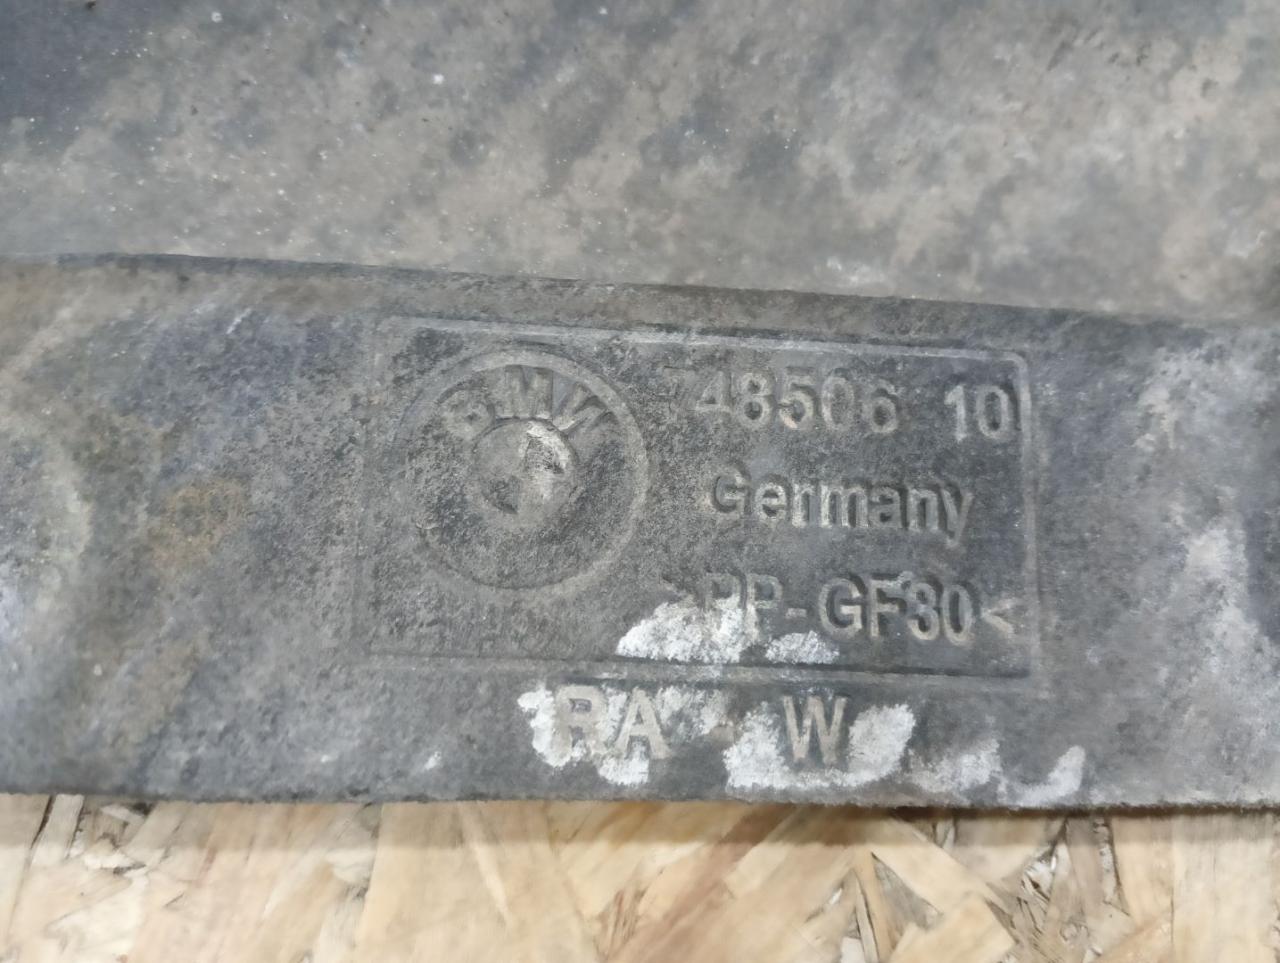 BMW
748506 10
Germany
>PP-GF30<
RA - W